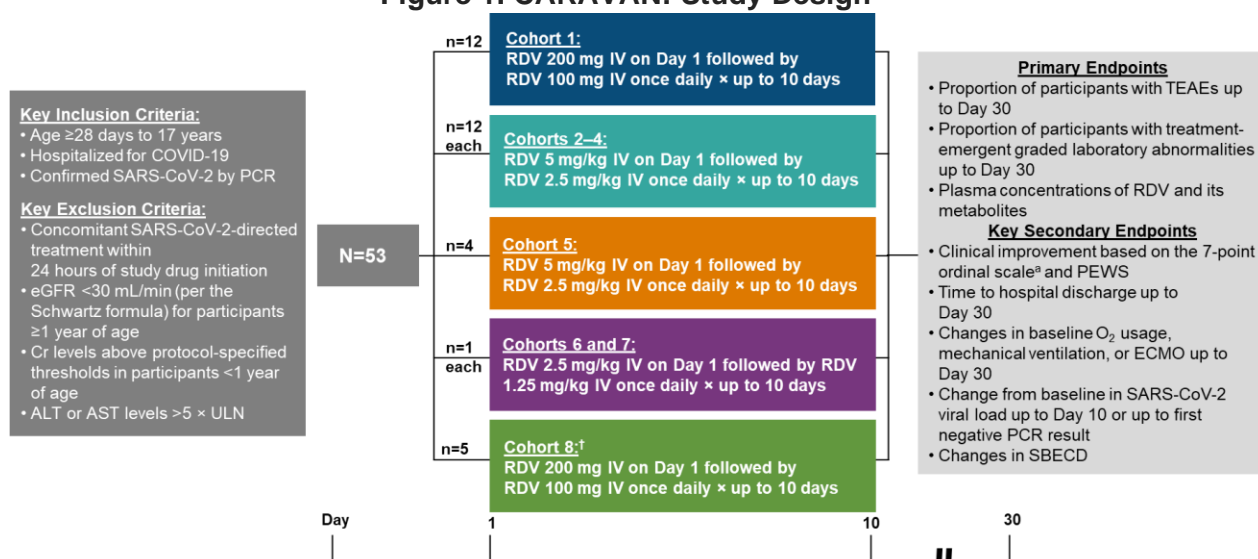 Figure 1. CARAVAN: Study Design
Key Inclusion Criteria:
• Age ≥28 days to 17 years
• Hospitalized for COVID-19
• Confirmed SARS-CoV-2 by PCR
Key Exclusion Criteria:
• Concomitant SARS-CoV-2-directed
treatment within
24 hours of study drug initiation
• eGFR <30 mL/min (per the
Schwartz formula) for participants
≥1 year of age
• Cr levels above protocol-specified
thresholds in participants <1 year
of age
• ALT or AST levels >5 × ULN
N=53
n=12
Cohort 1:
RDV 200 mg IV on Day 1 followed by
RDV 100 mg IV once daily × up to 10 days
n=12
each
Cohorts 2–4:
RDV 5 mg/kg IV on Day 1 followed by
RDV 2.5 mg/kg IV once daily × up to 10 days
n=4
Cohort 5:
RDV 5 mg/kg IV on Day 1 followed by
RDV 2.5 mg/kg IV once daily × up to 10 days
n=1
each
Cohorts 6 and 7:
RDV 2.5 mg/kg IV on Day 1 followed by RDV
1.25 mg/kg IV once daily × up to 10 days
n=5
Cohort 8:†
RDV 200 mg IV on Day 1 followed by
RDV 100 mg IV once daily × up to 10 days
Primary Endpoints
• Proportion of participants with TEAEs up
to Day 30
• Proportion of participants with treatment-
emergent graded laboratory abnormalities
up to Day 30
• Plasma concentrations of RDV and its
metabolites
Key Secondary Endpoints
• Clinical improvement based on the 7-point
ordinal scaleª and PEWS
• Time to hospital discharge up to
Day 30
• Changes in baseline O₂ usage,
mechanical ventilation, or ECMO up to
Day 30
• Change from baseline in SARS-CoV-2
viral load up to Day 10 or up to first
negative PCR result
• Changes in SBECD
Day
1
10
30